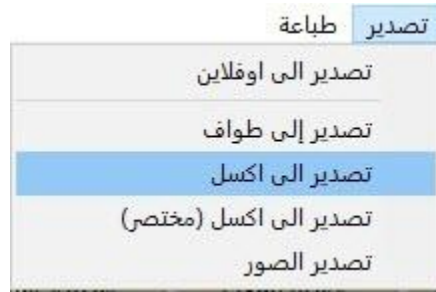 تصدير طباعة
تصدير الى اوفلاين
تصدير إلى طواف
تصدير الى اكسل
تصدير الى اكسل (مختصر)
تصدير الصور